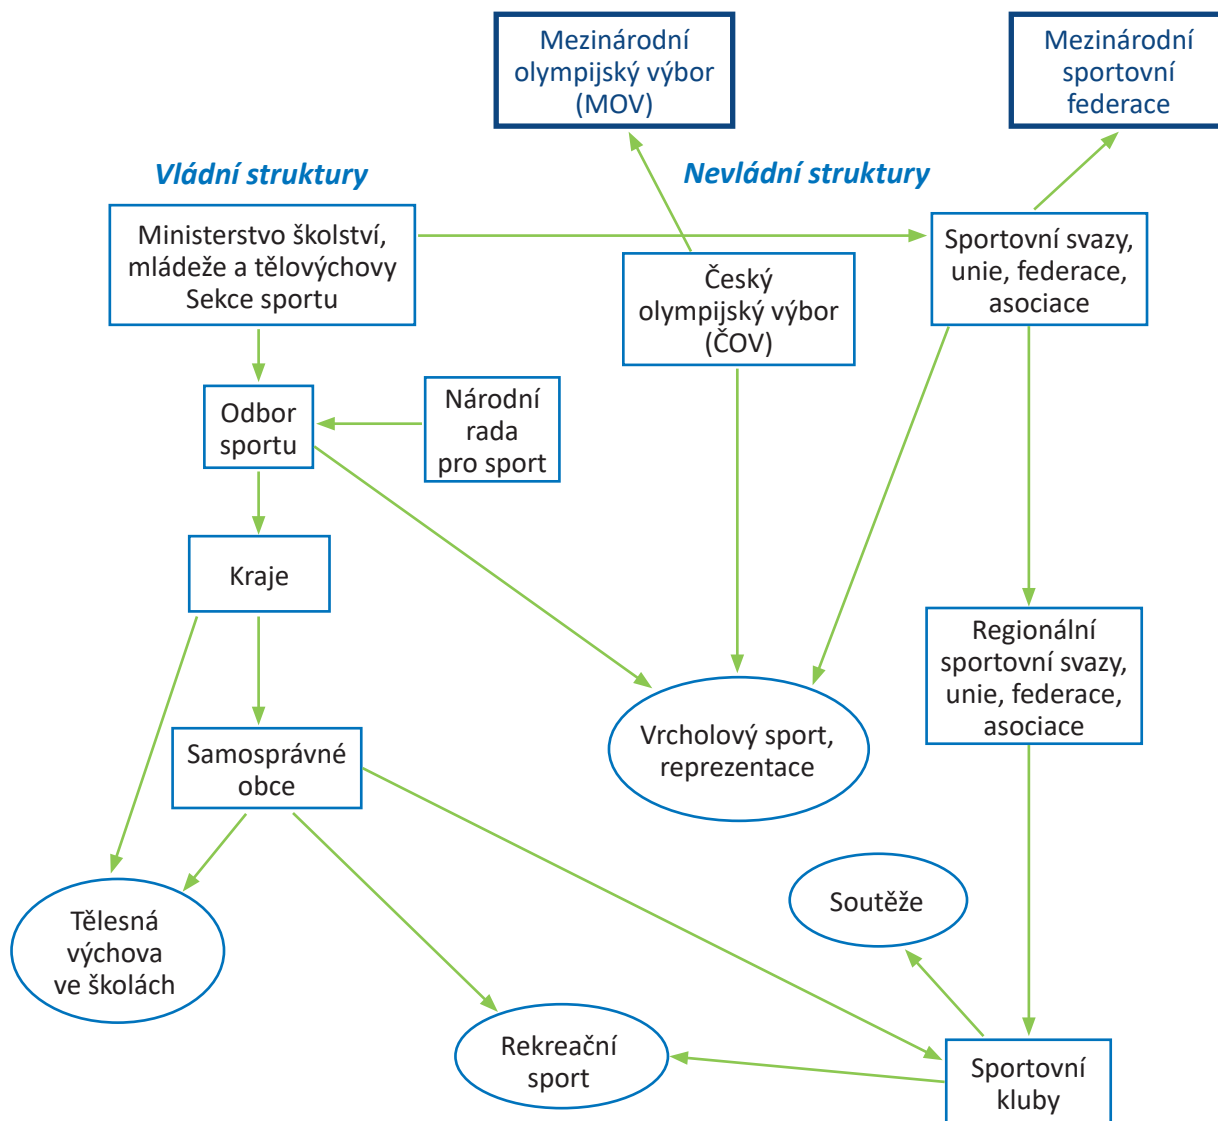 Mezinárodní
olympijský výbor
(MOV)
Mezinárodní
sportovní
federace
Vládní struktury
Nevládní struktury
Ministerstvo školství,
mládeže a tělovýchovy
Sekce sportu
Český
olympijský výbor
(ČOV)
Sportovní svazy,
unie, federace,
asociace
Odbor
sportu
Národní
rada
pro sport
Kraje
Regionální
sportovní svazy,
unie, federace,
asociace
Samosprávné
obce
Vrcholový sport,
reprezentace
Tělesná
výchova
ve školách
Soutěže
Rekreační
sport
Sportovní
kluby